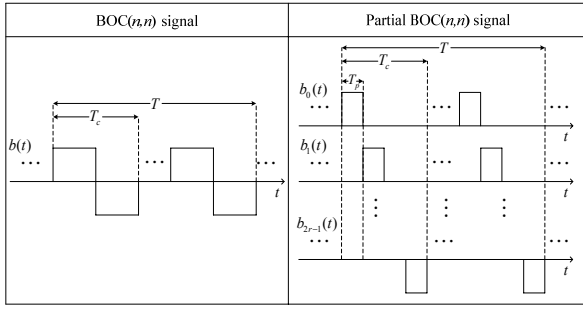 BOC(n,n) signal
Partial BOC(n,n) signal
T
T_c
b(t)
...
...
...
t
T
T_c
T_p
b_0(t)
...
...
...
t
b_1(t)
...
...
...
t
⋮
⋮
⋮
b_{2r−1}(t)
...
...
...
t